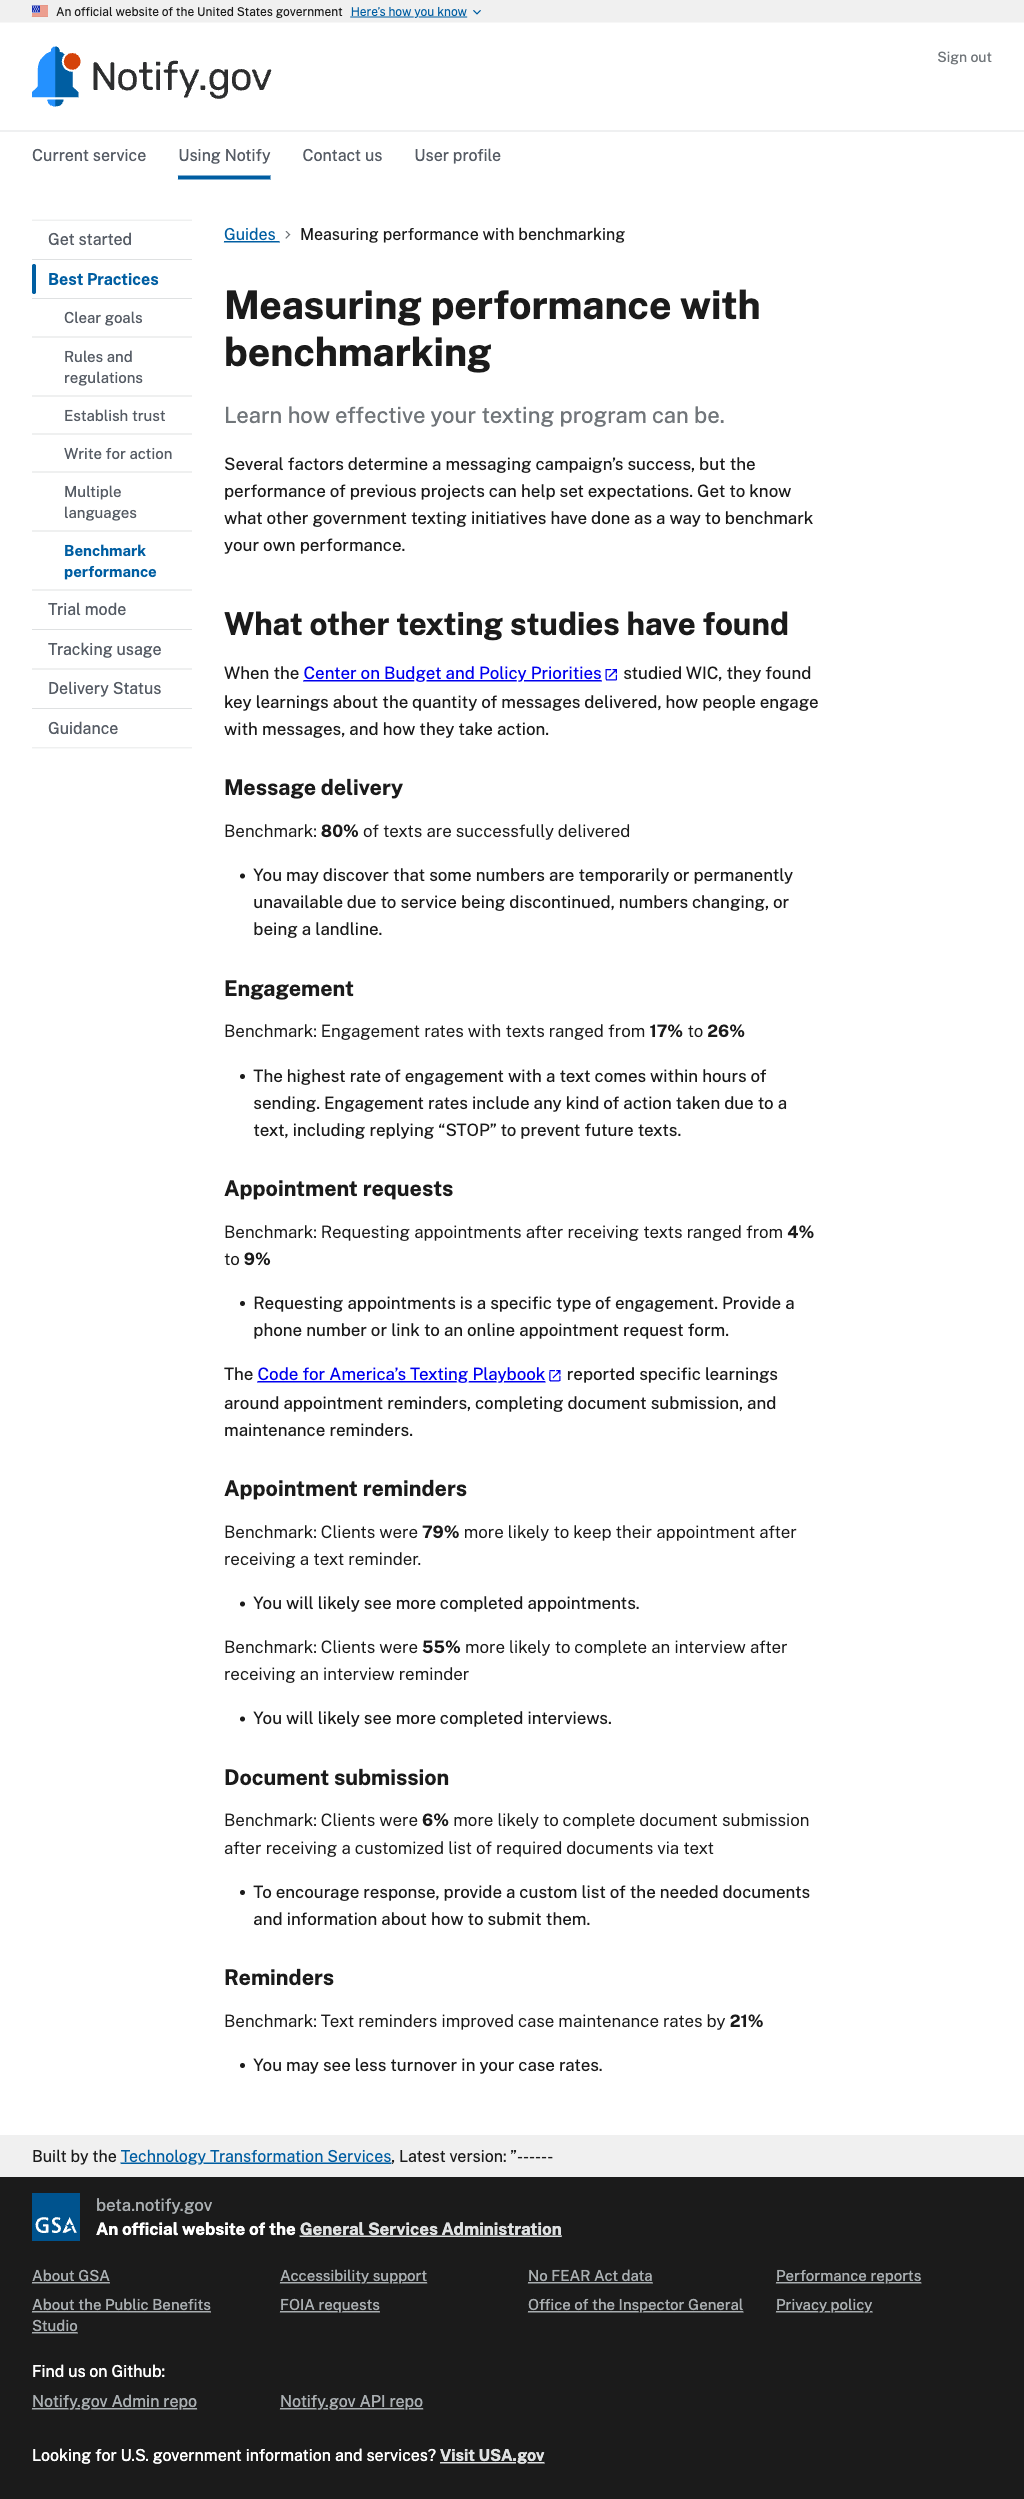 An official website of the United States government Here's how you know
Notify.gov
Sign out
Current service Using Notify Contact us User profile
Get started
Best Practices
Clear goals
Rules and
regulations
Establish trust
Write for action
Multiple
languages
Benchmark
performance
Trial mode
Tracking usage
Delivery Status
Guidance
Guides Measuring performance with benchmarking
Measuring performance with
benchmarking
Learn how effective your texting program can be.
Several factors determine a messaging campaign’s success, but the
performance of previous projects can help set expectations. Get to know
what other government texting initiatives have done as a way to benchmark
your own performance.
What other texting studies have found
When the Center on Budget and Policy Priorities studied WIC, they found
key learnings about the quantity of messages delivered, how people engage
with messages, and how they take action.
Message delivery
Benchmark: 80% of texts are successfully delivered
• You may discover that some numbers are temporarily or permanently
unavailable due to service being discontinued, numbers changing, or
being a landline.
Engagement
Benchmark: Engagement rates with texts ranged from 17% to 26%
• The highest rate of engagement with a text comes within hours of
sending. Engagement rates include any kind of action taken due to a
text, including replying “STOP” to prevent future texts.
Appointment requests
Benchmark: Requesting appointments after receiving texts ranged from 4%
to 9%
• Requesting appointments is a specific type of engagement. Provide a
phone number or link to an online appointment request form.
The Code for America’s Texting Playbook reported specific learnings
around appointment reminders, completing document submission, and
maintenance reminders.
Appointment reminders
Benchmark: Clients were 79% more likely to keep their appointment after
receiving a text reminder.
• You will likely see more completed appointments.
Benchmark: Clients were 55% more likely to complete an interview after
receiving an interview reminder
• You will likely see more completed interviews.
Document submission
Benchmark: Clients were 6% more likely to complete document submission
after receiving a customized list of required documents via text
• To encourage response, provide a custom list of the needed documents
and information about how to submit them.
Reminders
Benchmark: Text reminders improved case maintenance rates by 21%
• You may see less turnover in your case rates.
Built by the Technology Transformation Services, Latest version: ”------
GSA
beta.notify.gov
An official website of the General Services Administration
About GSA Accessibility support No FEAR Act data Performance reports
About the Public Benefits
Studio
FOIA requests Office of the Inspector General Privacy policy
Find us on Github:
Notify.gov Admin repo Notify.gov API repo
Looking for U.S. government information and services? Visit USA.gov